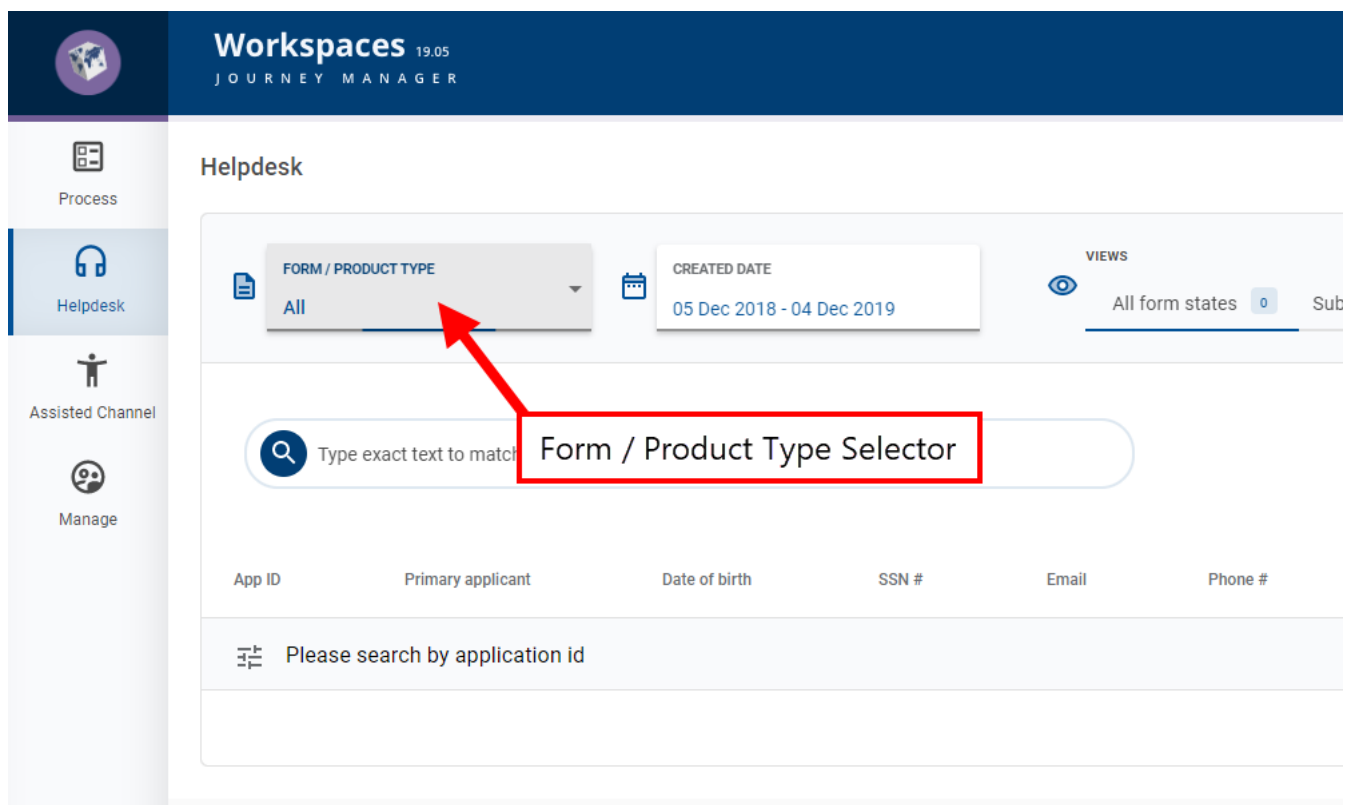 Workspaces 19.05
JOURNEY MANAGER
Process
Helpdesk
Assisted Channel
Manage
Helpdesk
FORM / PRODUCT TYPE
All
CREATED DATE
05 Dec 2018 - 04 Dec 2019
VIEWS
All form states 0 Sub
Type exact text to match
Form / Product Type Selector
App ID Primary applicant Date of birth SSN # Email Phone #
Please search by application id